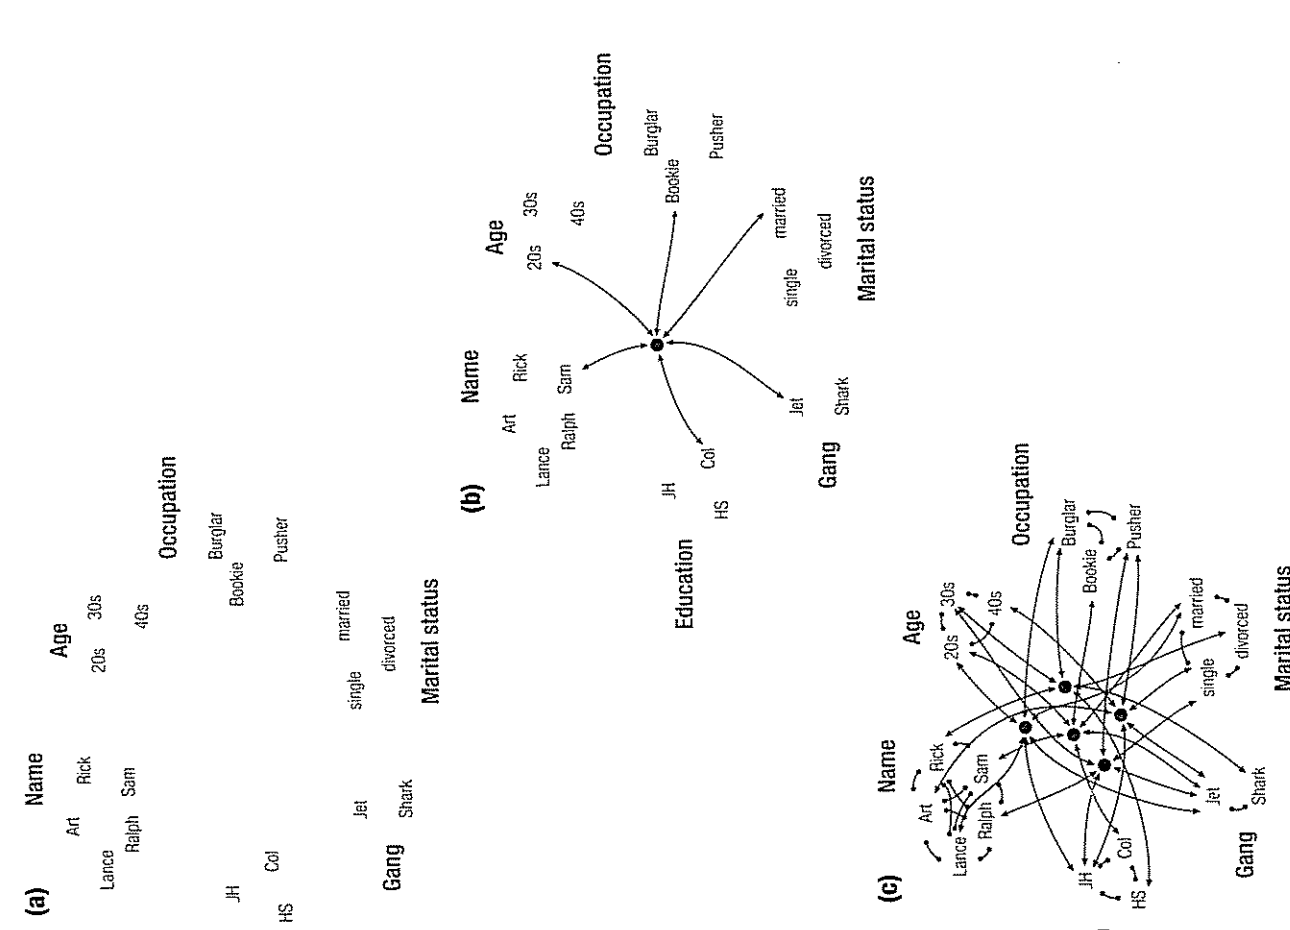 (a)
Name
Art
Rick
Lance
Ralph
Sam
Age
20s
30s
40s
Occupation
Burglar
Bookie
Pusher
JH
Col
HS
Gang
Jet
Shark
single
married
divorced
Marital status
(b)
Name
Art
Rick
Lance
Ralph
Sam
Age
20s
30s
40s
Occupation
Burglar
Bookie
Pusher
Education
JH
Col
HS
Gang
Jet
Shark
single
married
divorced
Marital status
(c)
Name
Art
Rick
Lance
Ralph
Sam
Age
20s
30s
40s
Occupation
Burglar
Bookie
Pusher
JH
Col
HS
Gang
Jet
Shark
single
married
divorced
Marital status